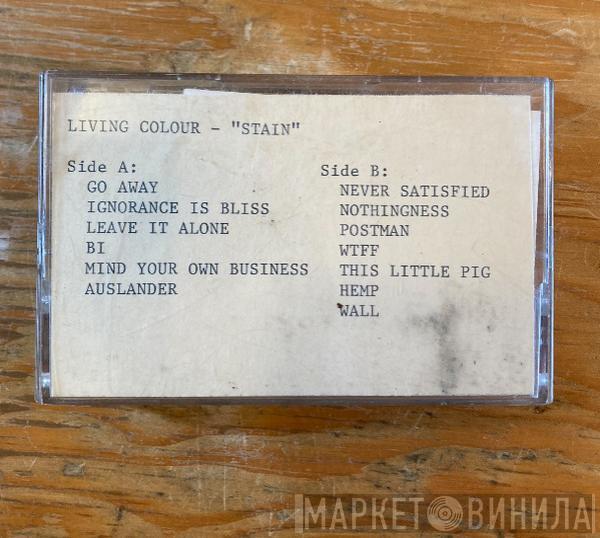 LIVING COLOUR - "STAIN"
Side A:
GO AWAY
IGNORANCE IS BLISS
LEAVE IT ALONE
BI
MIND YOUR OWN BUSINESS
AUSLANDER
Side B:
NEVER SATISFIED
NOTHINGNESS
POSTMAN
WTFF
THIS LITTLE PIG
HEMP
WALL
МАРКЕТ ВИНИЛА